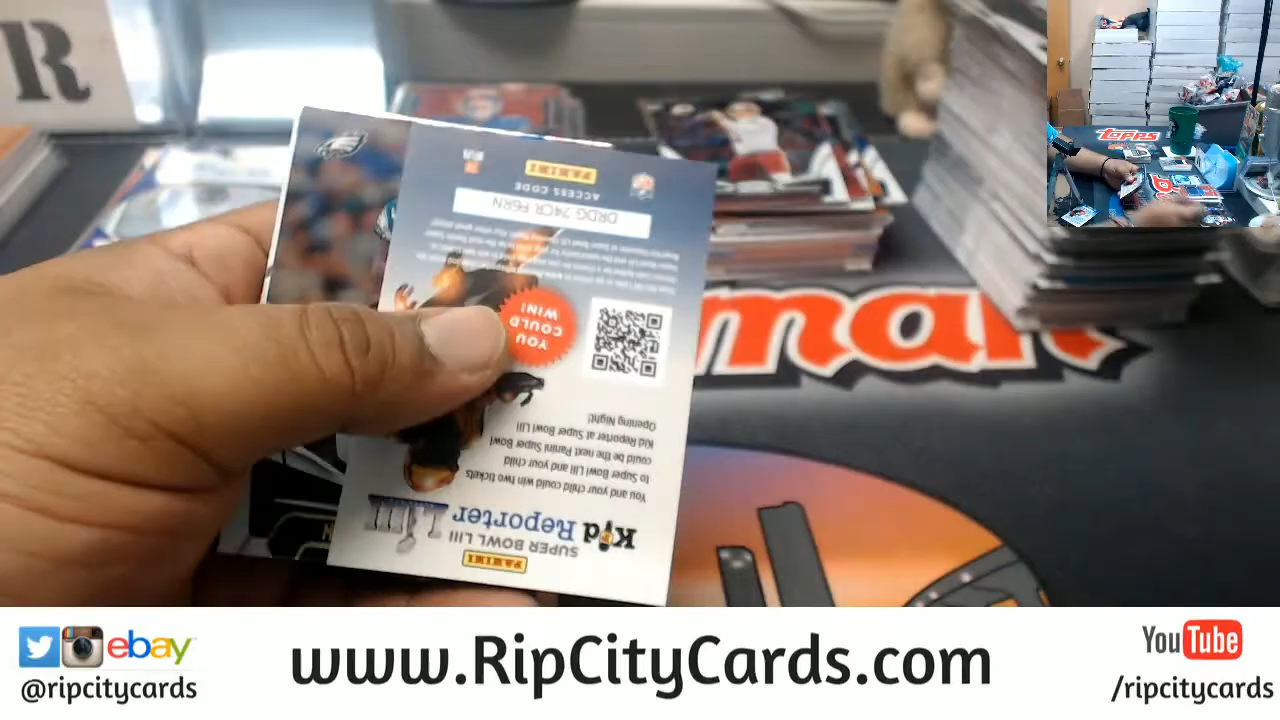 R
TOPPS
PANINI
SUPER BOWL LIII
Kid Reporter LIII
You and your child could win two tickets
to Super Bowl LIII and your child
could be the next Panini Super Bowl
Kid Reporter at Super Bowl LIII
Opening Night!
YOU
COULD
WIN!
DRDG 74CR P6RN
ACCESS CODE
PANINI
ebay
@ripcitycards
www.RipCityCards.com
YouTube
/ripcitycards